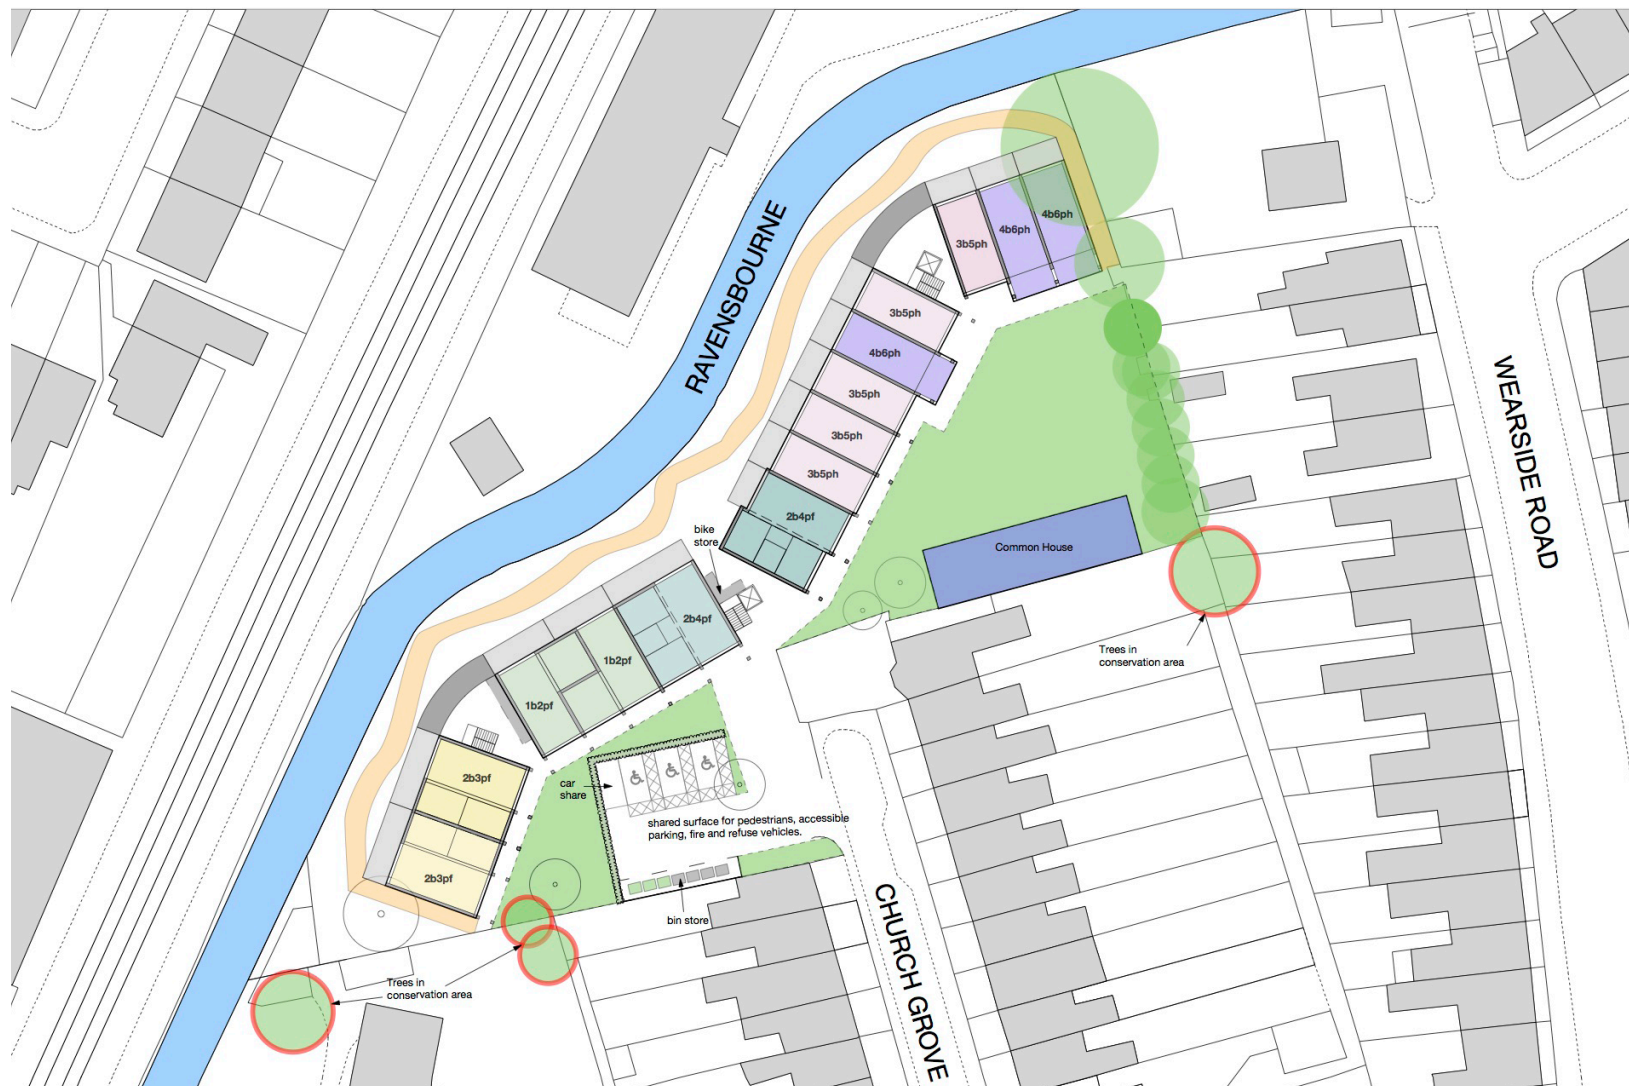 RAVENSBOURNE
3b5ph
4b6ph
4b6ph
3b5ph
4b6ph
3b5ph
3b5ph
3b5ph
2b4pf
bike
store
2b4pf
1b2pf
1b2pf
2b3pf
2b3pf
Common House
Trees in
conservation area
WEARSIDE ROAD
car
share
shared surface for pedestrians, accessible
parking, fire and refuse vehicles.
bin store
CHURCH GROVE
Trees in
conservation area